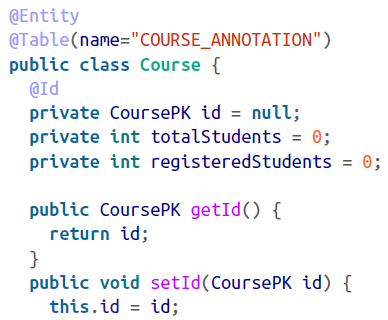 @Entity
@Table(name="COURSE_ANNOTATION")
public class Course {
  @Id
  private CoursePK id = null;
  private int totalStudents = 0;
  private int registeredStudents = 0;

  public CoursePK getId() {
    return id;
  }
  public void setId(CoursePK id) {
    this.id = id;